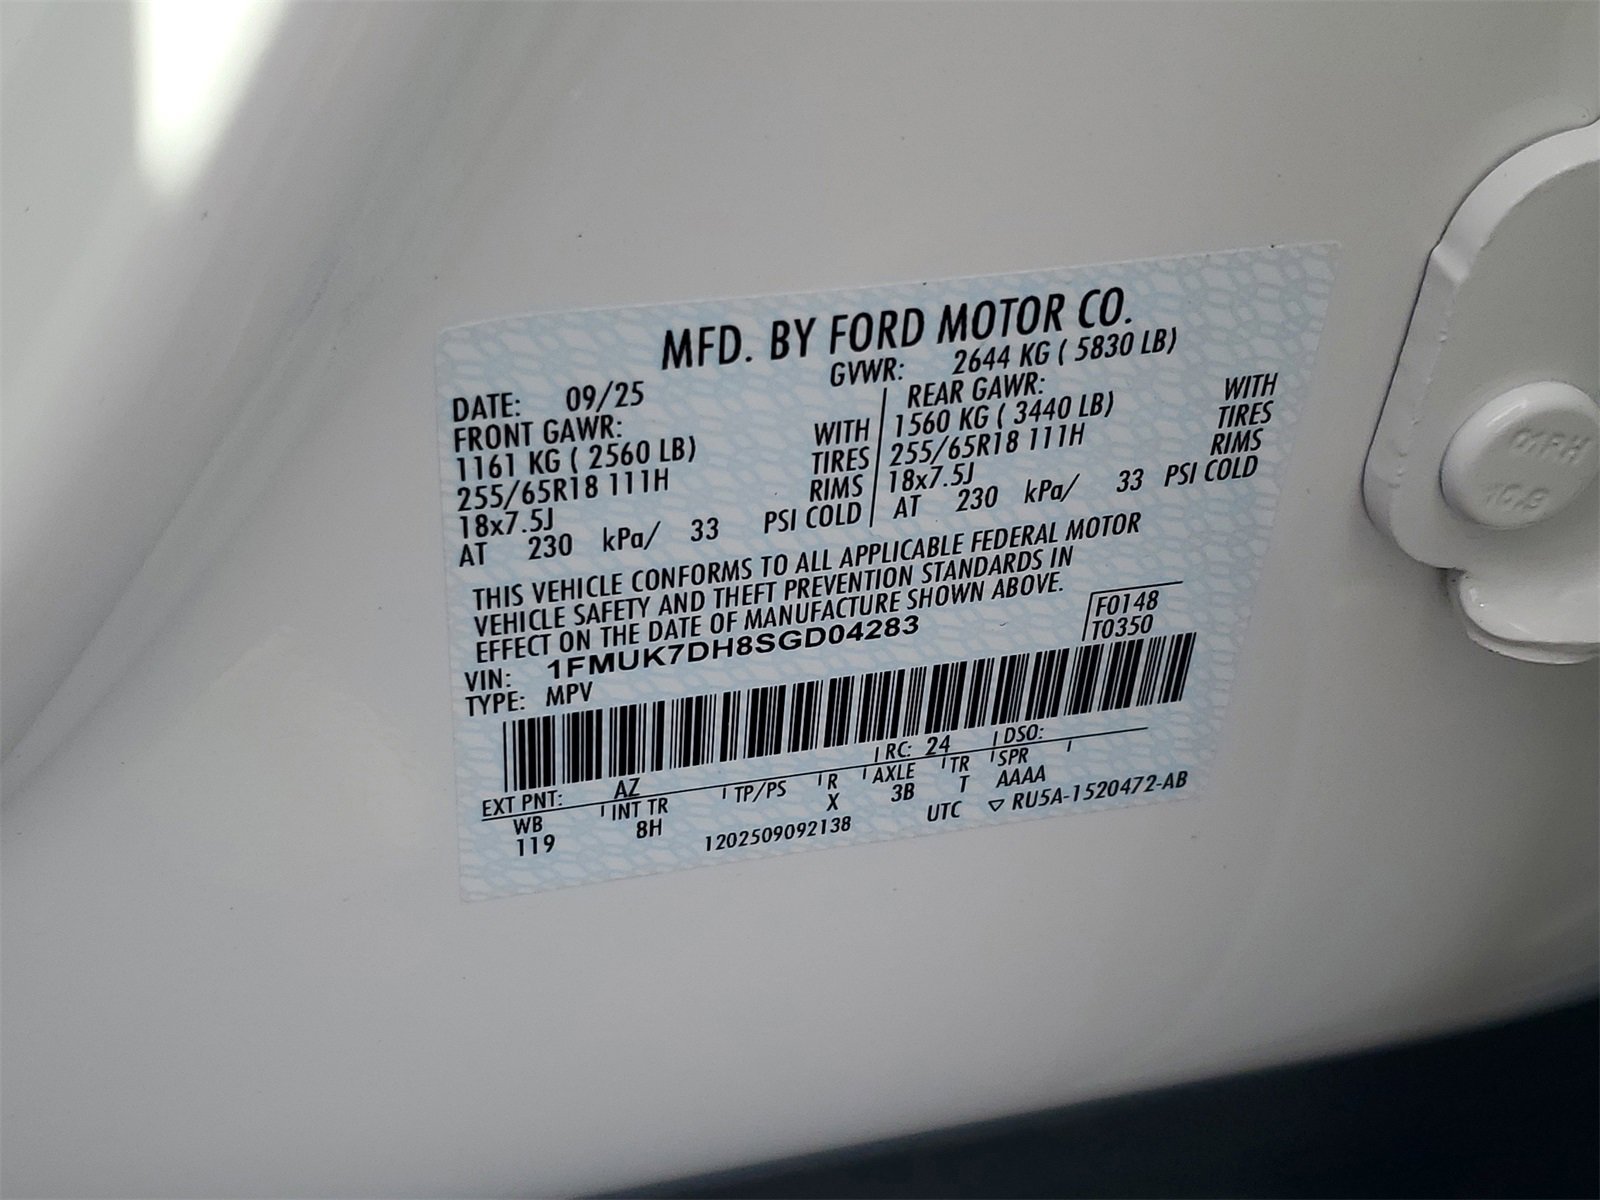 MFD. BY FORD MOTOR CO.
DATE: 09/25 GVWR: 2644 KG ( 5830 LB)
FRONT GAWR: REAR GAWR:
1161 KG ( 2560 LB) WITH 1560 KG ( 3440 LB) WITH
255/65R18 111H TIRES 255/65R18 111H TIRES
18x7.5J RIMS 18x7.5J RIMS
AT 230 kPa/ 33 PSI COLD AT 230 kPa/ 33 PSI COLD
THIS VEHICLE CONFORMS TO ALL APPLICABLE FEDERAL MOTOR
VEHICLE SAFETY AND THEFT PREVENTION STANDARDS IN
EFFECT ON THE DATE OF MANUFACTURE SHOWN ABOVE.
F0148
VIN: 1FMUK7DH8SGD04283 T0350
TYPE: MPV
EXT PNT: AZ RC: 24 DSO:
WB INT TR TP/PS R AXLE TR SPR
119 8H X 3B T AAAA
1202509092138 UTC ▽ RU5A-1520472-AB
10.9